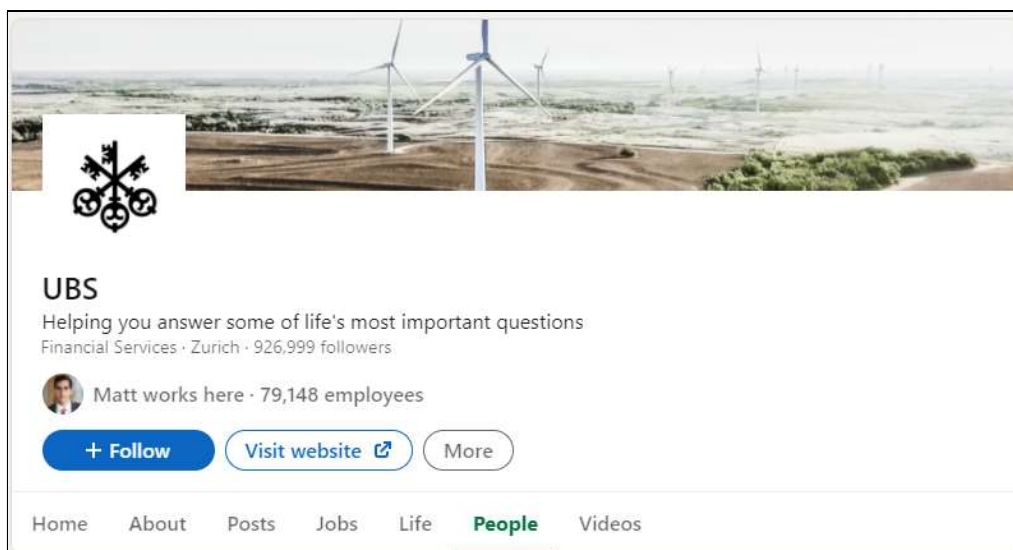 UBS
Helping you answer some of life's most important questions
Financial Services · Zurich · 926,999 followers
Matt works here · 79,148 employees
+ Follow Visit website More
Home About Posts Jobs Life People Videos